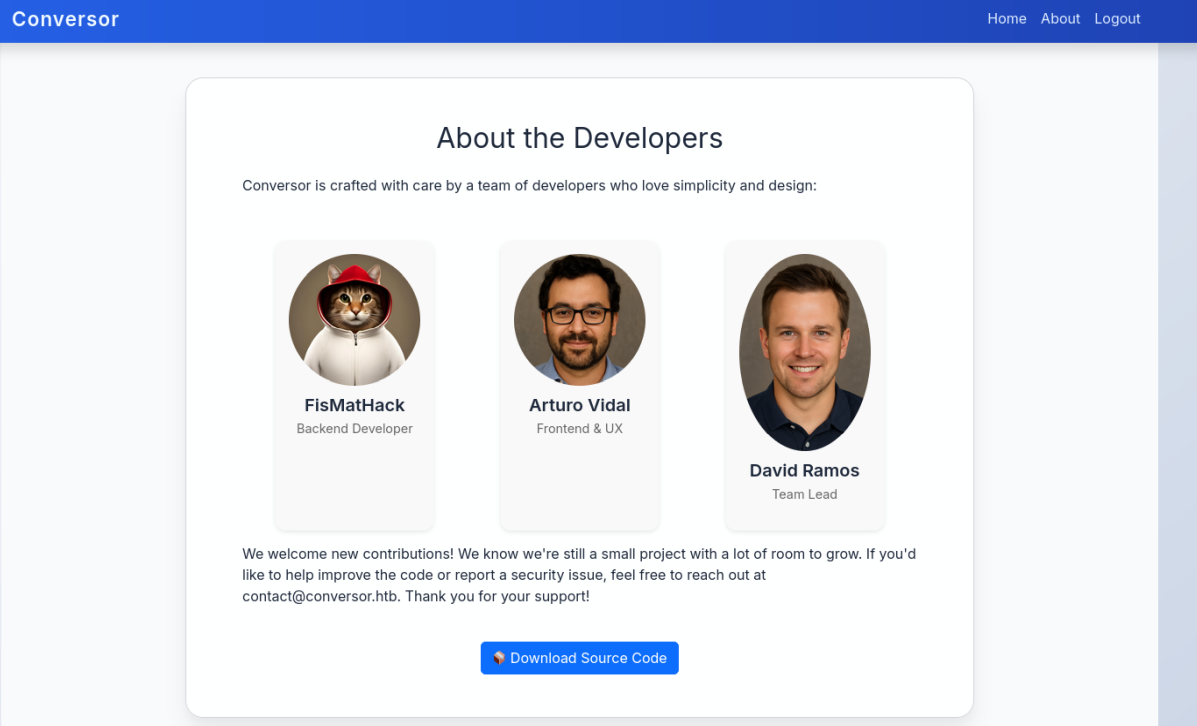 Conversor
Home About Logout
About the Developers
Conversor is crafted with care by a team of developers who love simplicity and design:
FisMatHack
Backend Developer
Arturo Vidal
Frontend & UX
David Ramos
Team Lead
We welcome new contributions! We know we're still a small project with a lot of room to grow. If you'd
like to help improve the code or report a security issue, feel free to reach out at
contact@conversor.htb. Thank you for your support!
Download Source Code